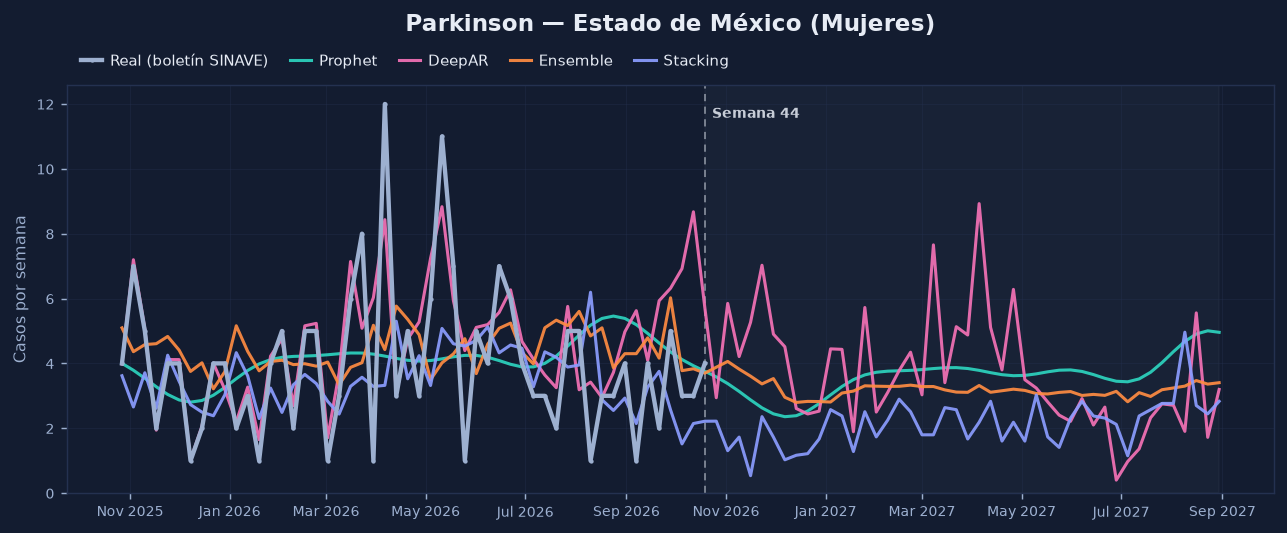 Parkinson — Estado de México (Mujeres)
Real (boletín SINAVE) Prophet DeepAR Ensemble Stacking
Semana 44
Casos por semana
12
10
8
6
4
2
0
Nov 2025 Jan 2026 Mar 2026 May 2026 Jul 2026 Sep 2026 Nov 2026 Jan 2027 Mar 2027 May 2027 Jul 2027 Sep 2027